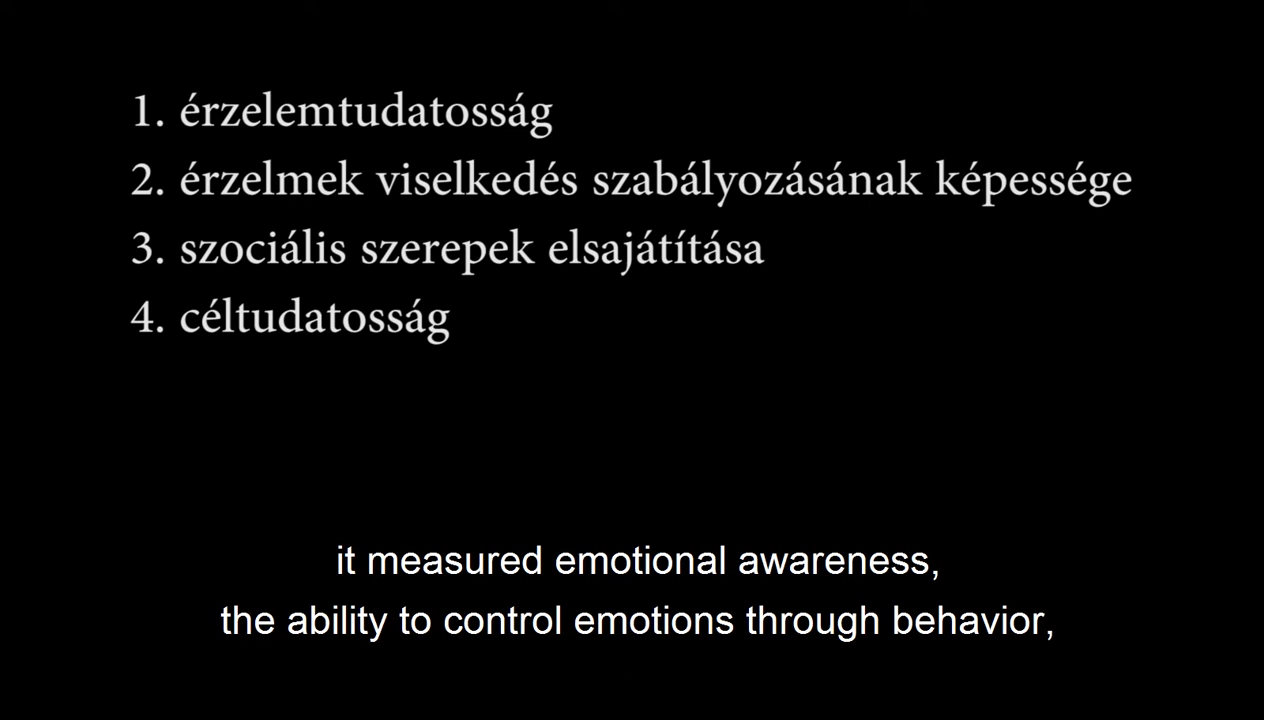 1. érzelemtudatosság
2. érzelmek viselkedés szabályozásának képessége
3. szociális szerepek elsajátítása
4. céltudatosság
it measured emotional awareness,
the ability to control emotions through behavior,